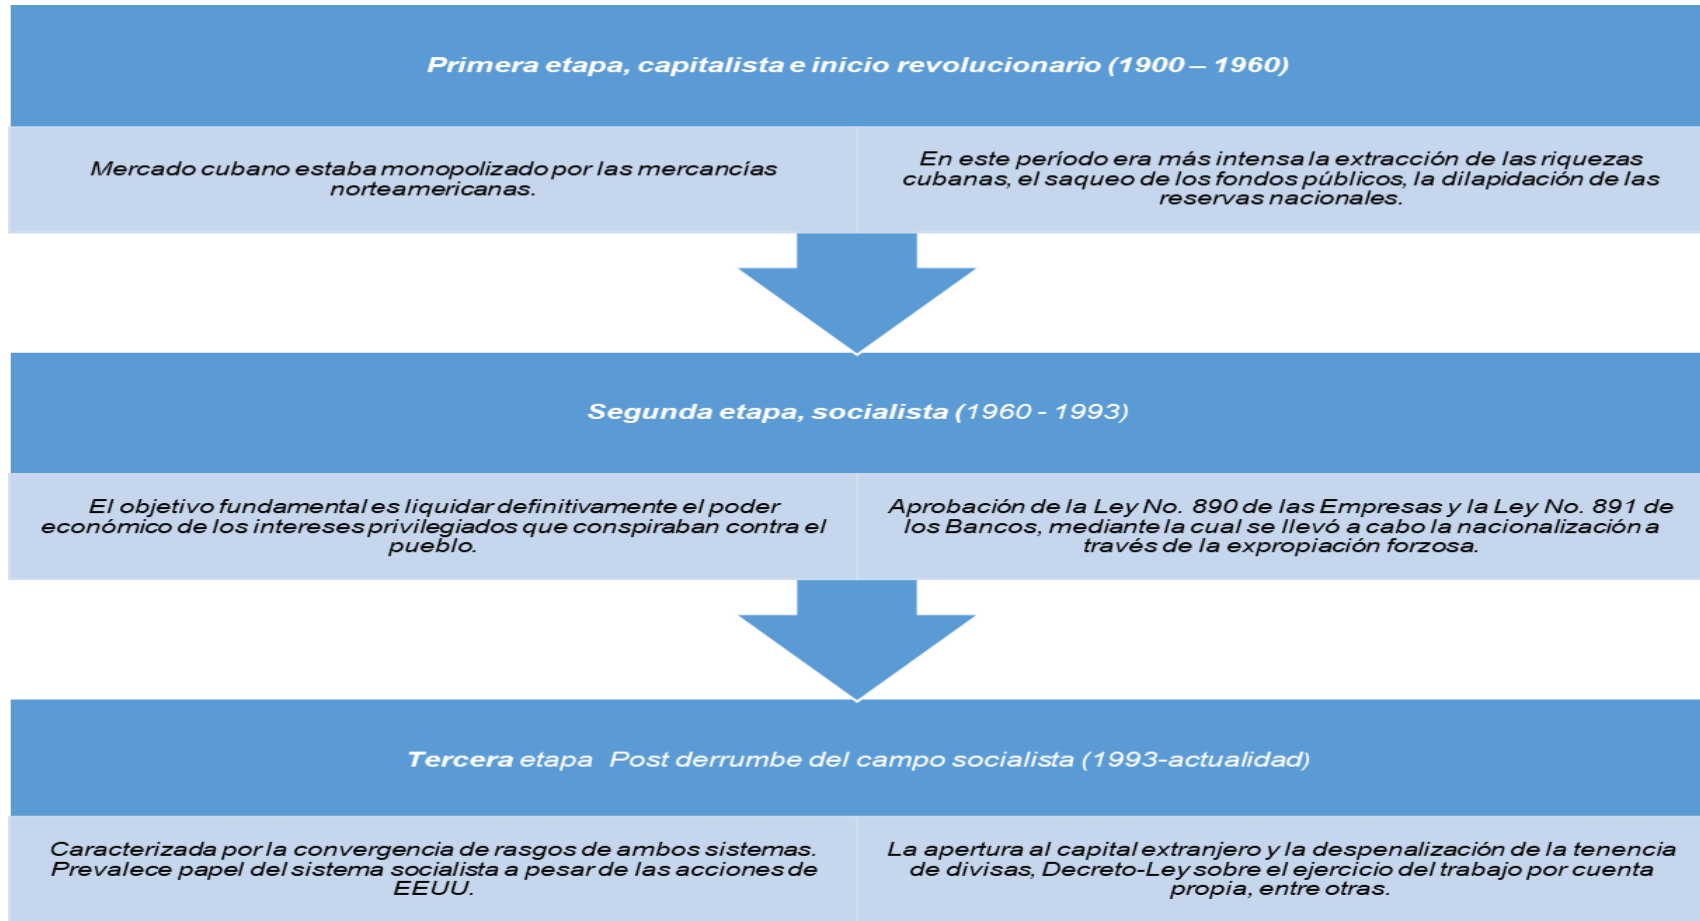 Primera etapa, capitalista e inicio revolucionario (1900 – 1960)
Mercado cubano estaba monopolizado por las mercancías
norteamericanas.
En este período era más intensa la extracción de las riquezas
cubanas, el saqueo de los fondos públicos, la dilapidación de las
reservas nacionales.
Segunda etapa, socialista (1960 - 1993)
El objetivo fundamental es liquidar definitivamente el poder
económico de los intereses privilegiados que conspiraban contra el
pueblo.
Aprobación de la Ley No. 890 de las Empresas y la Ley No. 891 de
los Bancos, mediante la cual se llevó a cabo la nacionalización a
través de la expropiación forzosa.
Tercera etapa Post derrumbe del campo socialista (1993-actualidad)
Caracterizada por la convergencia de rasgos de ambos sistemas.
Prevalece papel del sistema socialista a pesar de las acciones de
EEUU.
La apertura al capital extranjero y la despenalización de la tenencia
de divisas, Decreto-Ley sobre el ejercicio del trabajo por cuenta
propia, entre otras.